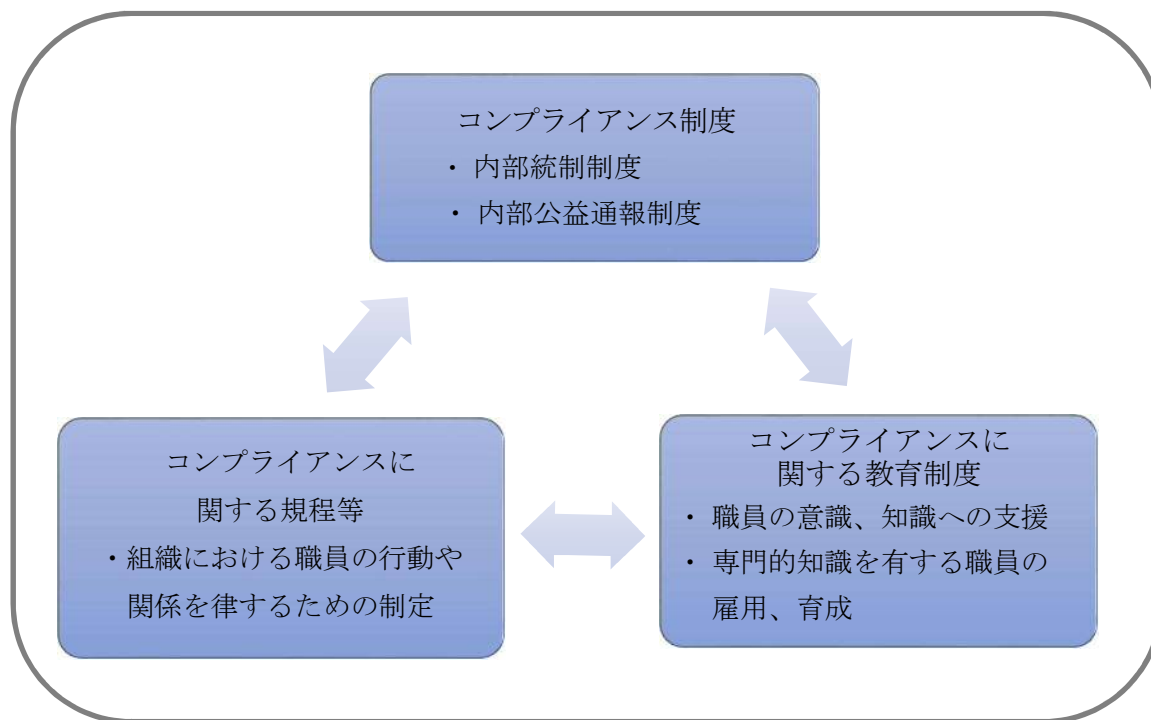 コンプライアンス制度
・ 内部統制制度
・ 内部公益通報制度
コンプライアンスに
関する規程等
・組織における職員の行動や
関係を律するための制定
コンプライアンスに
関する教育制度
・ 職員の意識、知識への支援
・ 専門的知識を有する職員の
雇用、育成